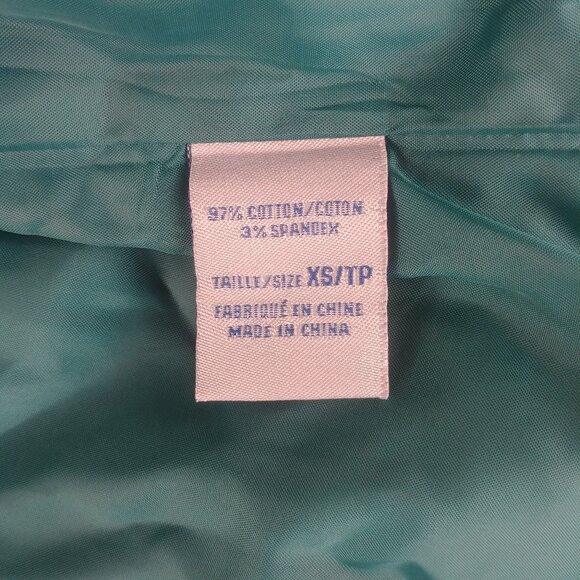 97% COTTON/COTON
3% SPANDEX
TAILLE/SIZE XS/TP
FABRIQUÉ EN CHINE
MADE IN CHINA